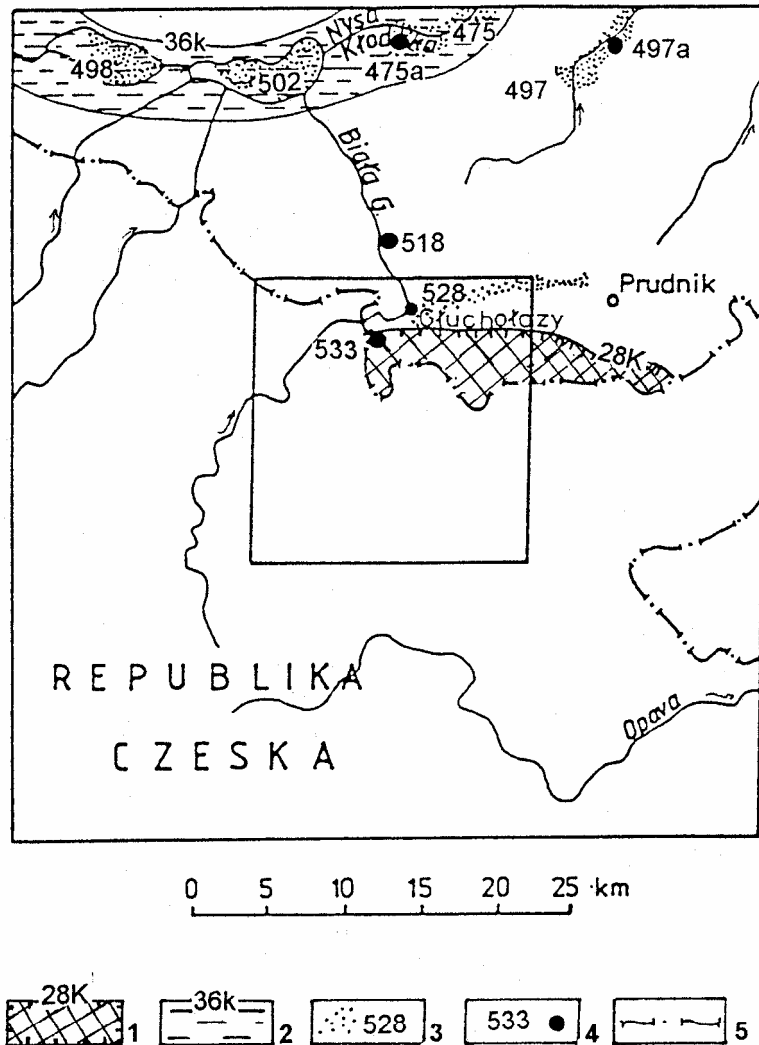 36k
Nysa
Kłodzka
475
498
502
475a
497a
497
Biała G.
518
528
Prudnik
Głuchołazy
533
28K
REPUBLIKA
CZESKA
Opava
0 5 10 15 20 25 km
28K 1
36k 2
528 3
533 4
5